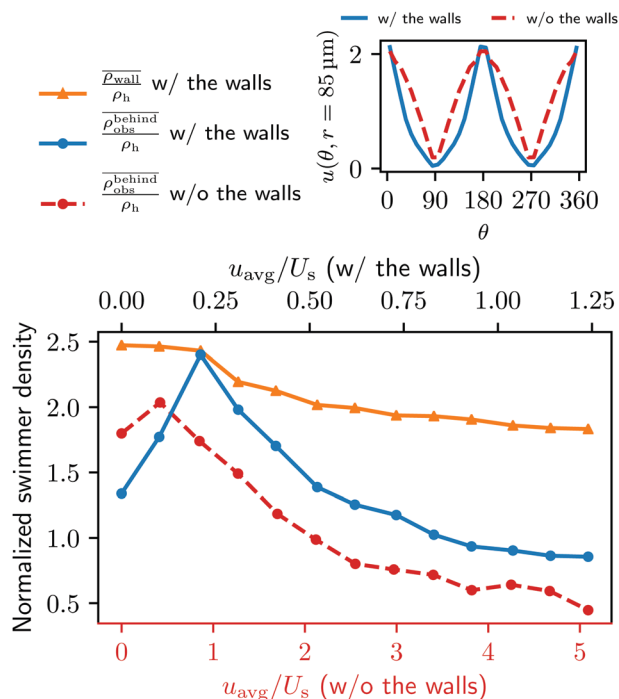 w/ the walls w/o the walls
ρ_wall/ρ_h w/ the walls
ρ_obs^behind/ρ_h w/ the walls
ρ_obs^behind/ρ_h w/o the walls
u(θ, r = 85 μm)
2
0
0 90 180 270 360
θ
u_avg/U_s (w/ the walls)
0.00 0.25 0.50 0.75 1.00 1.25
Normalized swimmer density
2.5
2.0
1.5
1.0
0.5
0 1 2 3 4 5
u_avg/U_s (w/o the walls)